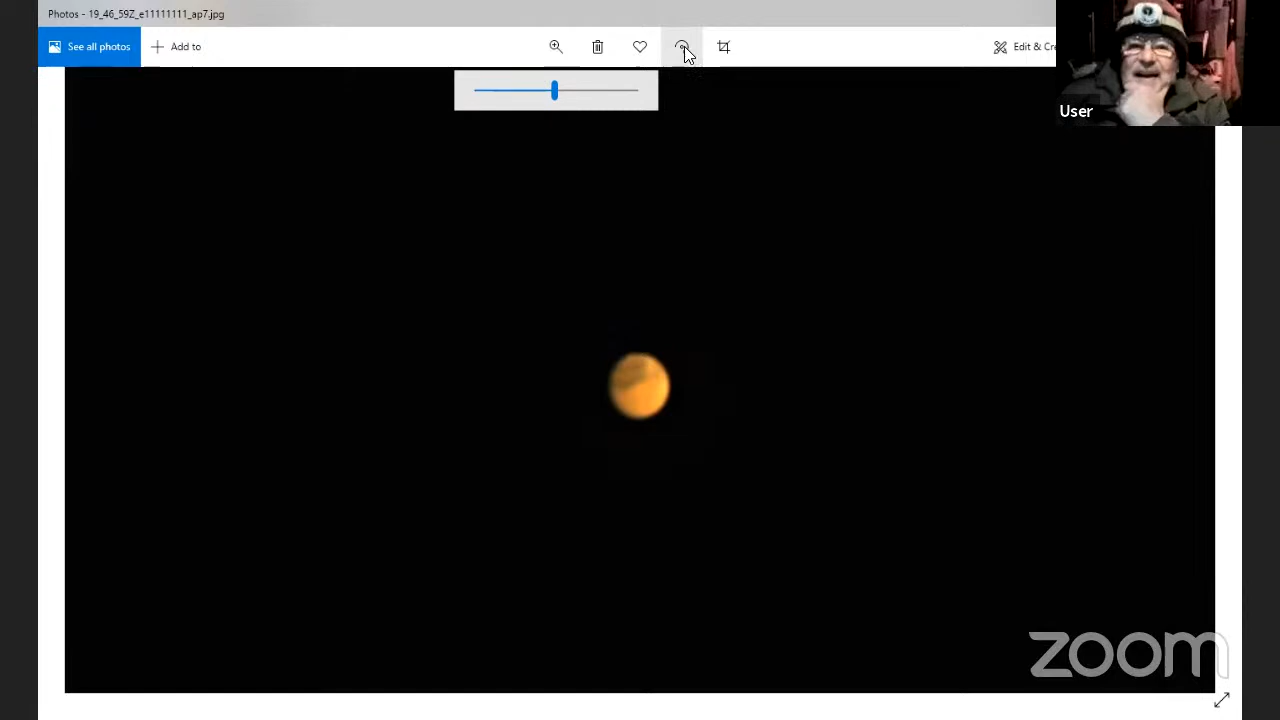 Photos - 19_46_59Z_e11111111_ap7.jpg
See all photos
Add to
Edit & Cre
User
zoom